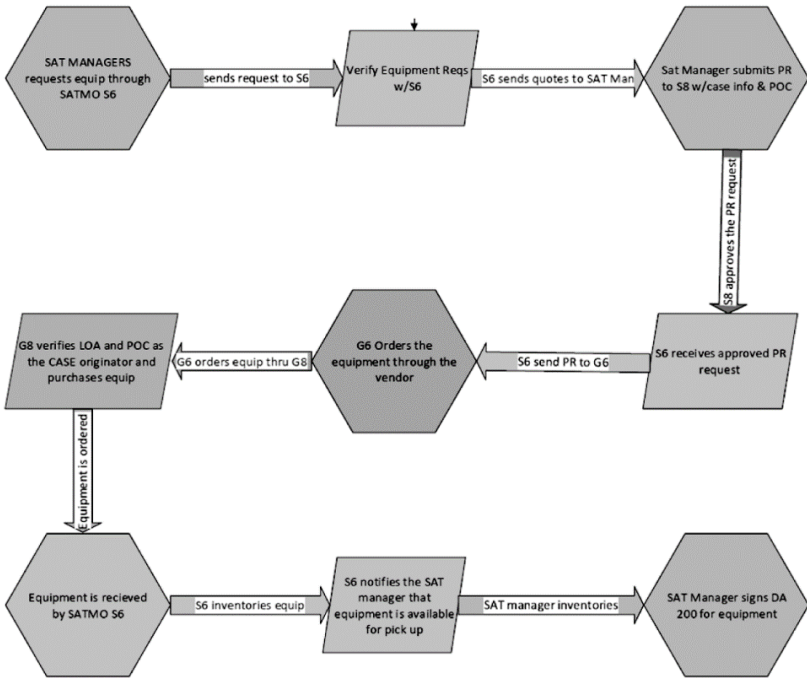 SAT MANAGERS
requests equip through
SATMO S6
sends request to S6
Verify Equipment Reqs
w/S6
S6 sends quotes to SAT Man
Sat Manager submits PR
to S8 w/case info & POC
S8 approves the PR request
S6 receives approved PR
request
S6 send PR to G6
G6 Orders the
equipment through the
vendor
G6 orders equip thru G8
G8 verifies LOA and POC as
the CASE originator and
purchases equip
Equipment is ordered
Equipment is recieved
by SATMO S6
S6 inventories equip
S6 notifies the SAT
manager that
equipment is available
for pick up
SAT manager inventories
SAT Manager signs DA
200 for equipment